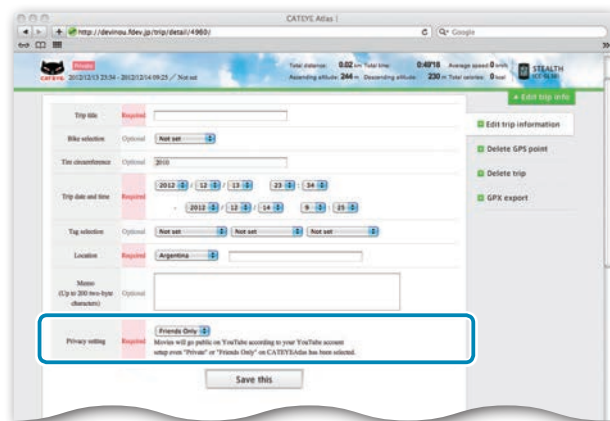 CATEYE Atlas |
http://devinou.fdev.jp/trip/detail/4960/
Google
CATEYE
Private
2012/12/13 23:34 - 2012/12/14 09:25 / Not set
Total distance: 0.02 km Total time: 0:40'16 Average speed 0 km/h
Ascending altitude: 244 m Descending altitude: 230 m Total calories: 0 kcal
STEALTH
+ Edit trip info
Trip title Required
Edit trip information
Bike selection Optional Not set
Delete GPS point
Tire circumference Optional 2010
Delete trip
Trip date and time Required 2012 / 12 / 13 23 : 34
- 2012 / 12 / 14 9 : 25
GPX export
Tag selection Optional Not set Not set Not set
Location Required Argentina
Memo
(Up to 200 two-byte characters) Optional
Privacy setting Required Friends Only
Movies will go public on YouTube according to your YouTube account
setup even "Private" or "Friends Only" on CATEYEAtlas has been selected.
Save this